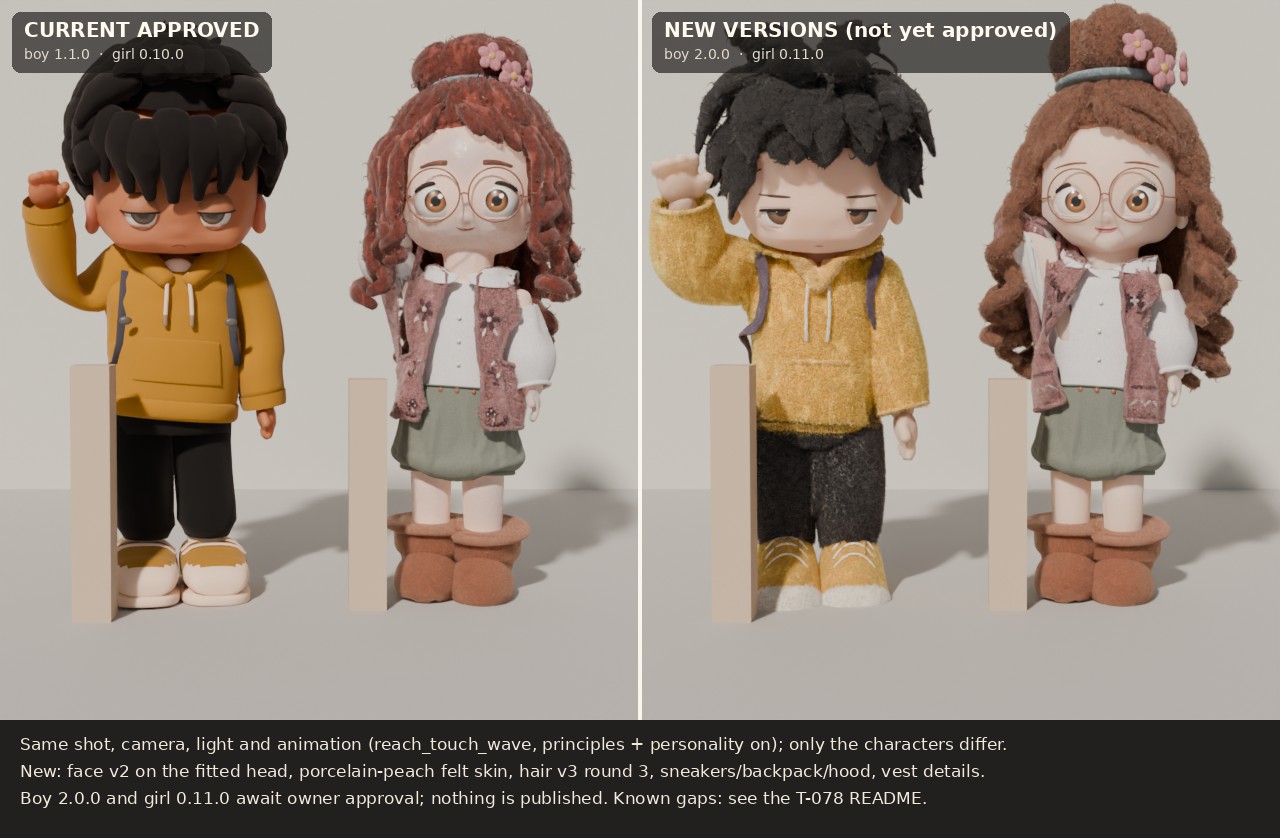 CURRENT APPROVED
boy 1.1.0 · girl 0.10.0
NEW VERSIONS (not yet approved)
boy 2.0.0 · girl 0.11.0
Same shot, camera, light and animation (reach_touch_wave, principles + personality on); only the characters differ.
New: face v2 on the fitted head, porcelain-peach felt skin, hair v3 round 3, sneakers/backpack/hood, vest details.
Boy 2.0.0 and girl 0.11.0 await owner approval; nothing is published. Known gaps: see the T-078 README.